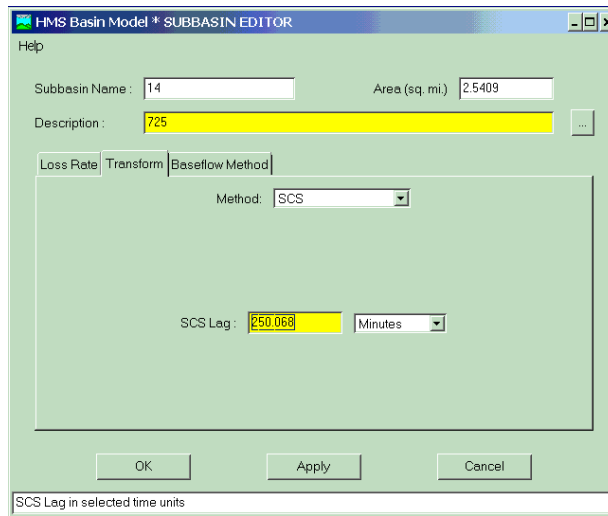 HMS Basin Model * SUBBASIN EDITOR
Help
Subbasin Name : 14 Area (sq. mi.) 2.5409
Description : 725 ...
Loss Rate Transform Baseflow Method
Method: SCS
SCS Lag : 250.068 Minutes
OK Apply Cancel
SCS Lag in selected time units